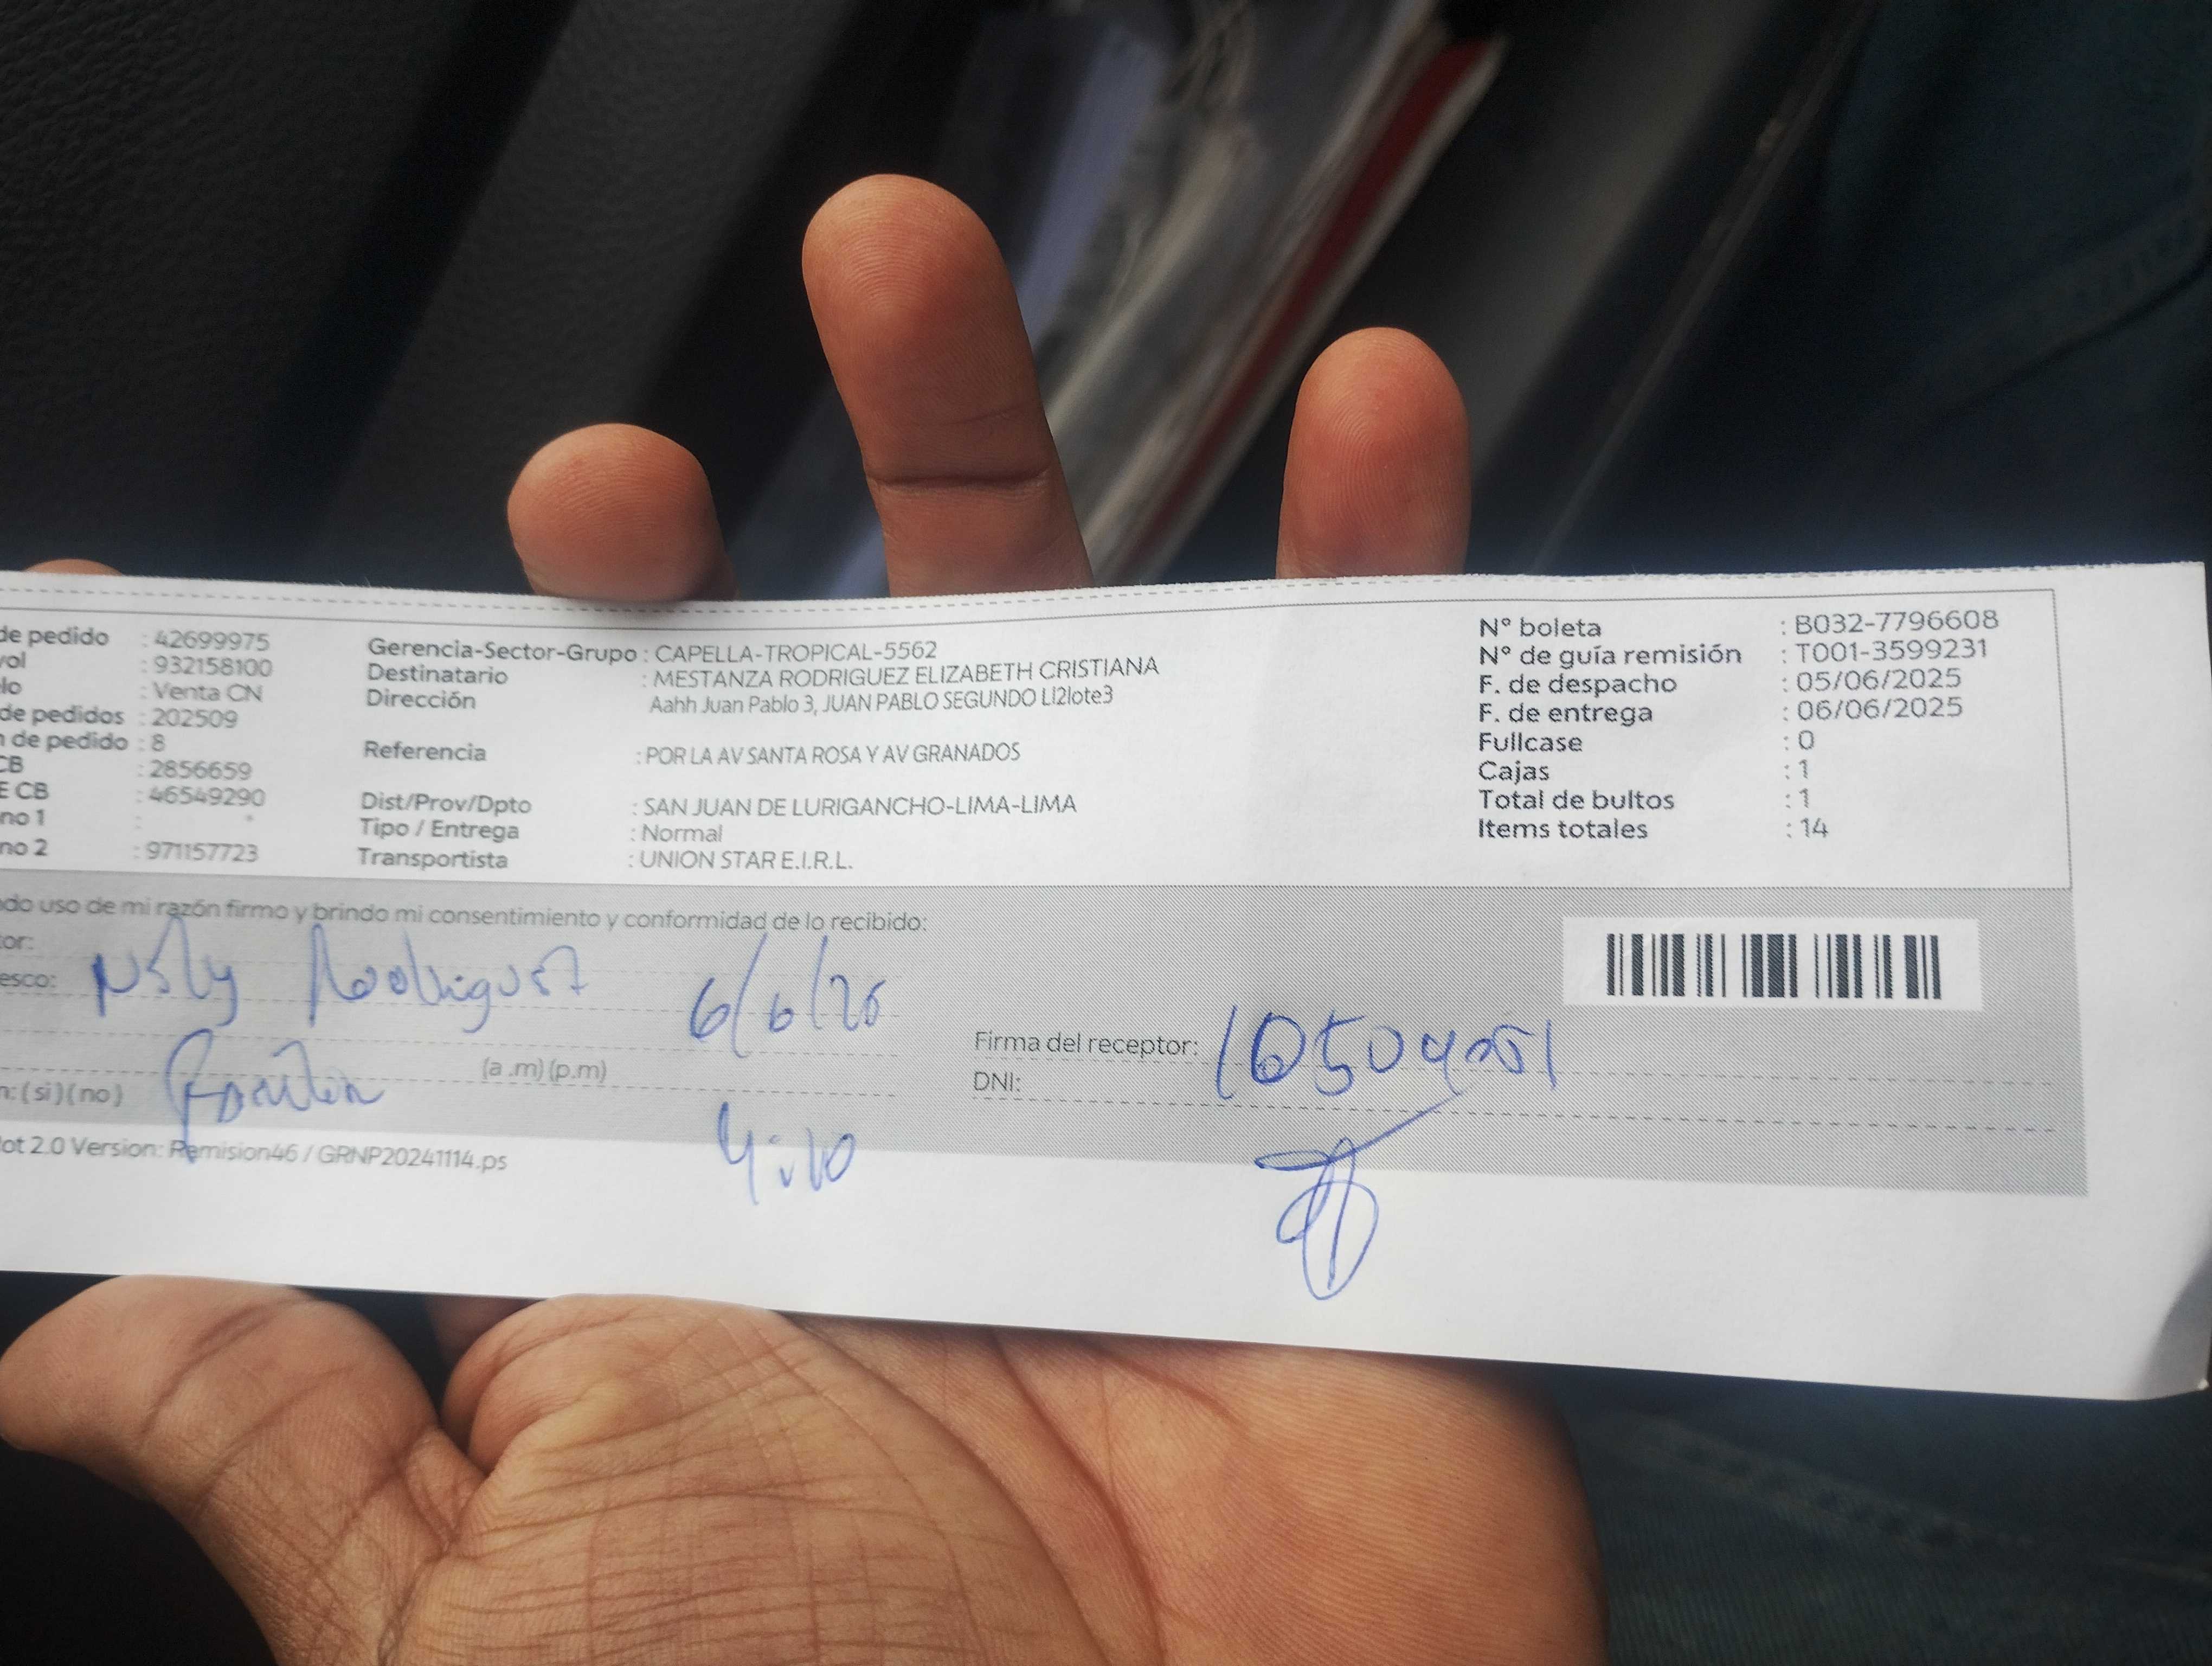 de pedido : 42699975
vol : 932158100
elo : Venta CN
de pedidos : 202509
n de pedido : 8
CB : 2856659
E CB : 46549290
no 1 :
no 2 : 971157723
Gerencia-Sector-Grupo : CAPELLA-TROPICAL-5562
Destinatario : MESTANZA RODRIGUEZ ELIZABETH CRISTIANA
Dirección Aahh Juan Pablo 3, JUAN PABLO SEGUNDO Ll2lote3
Referencia : POR LA AV SANTA ROSA Y AV GRANADOS
Dist/Prov/Dpto : SAN JUAN DE LURIGANCHO-LIMA-LIMA
Tipo / Entrega : Normal
Transportista : UNION STAR E.I.R.L.
N° boleta : B032-7796608
N° de guía remisión : T001-3599231
F. de despacho : 05/06/2025
F. de entrega : 06/06/2025
Fullcase : 0
Cajas : 1
Total de bultos : 1
Items totales : 14
ndo uso de mi razón firmo y brindo mi consentimiento y conformidad de lo recibido:
tor:
esco: Rodriguez 6/6/
(a .m) (p.m)
n: ( si ) ( no )
4:10
Firma del receptor:
DNI:
lot 2.0 Version: Remision46 / GRNP20241114.ps